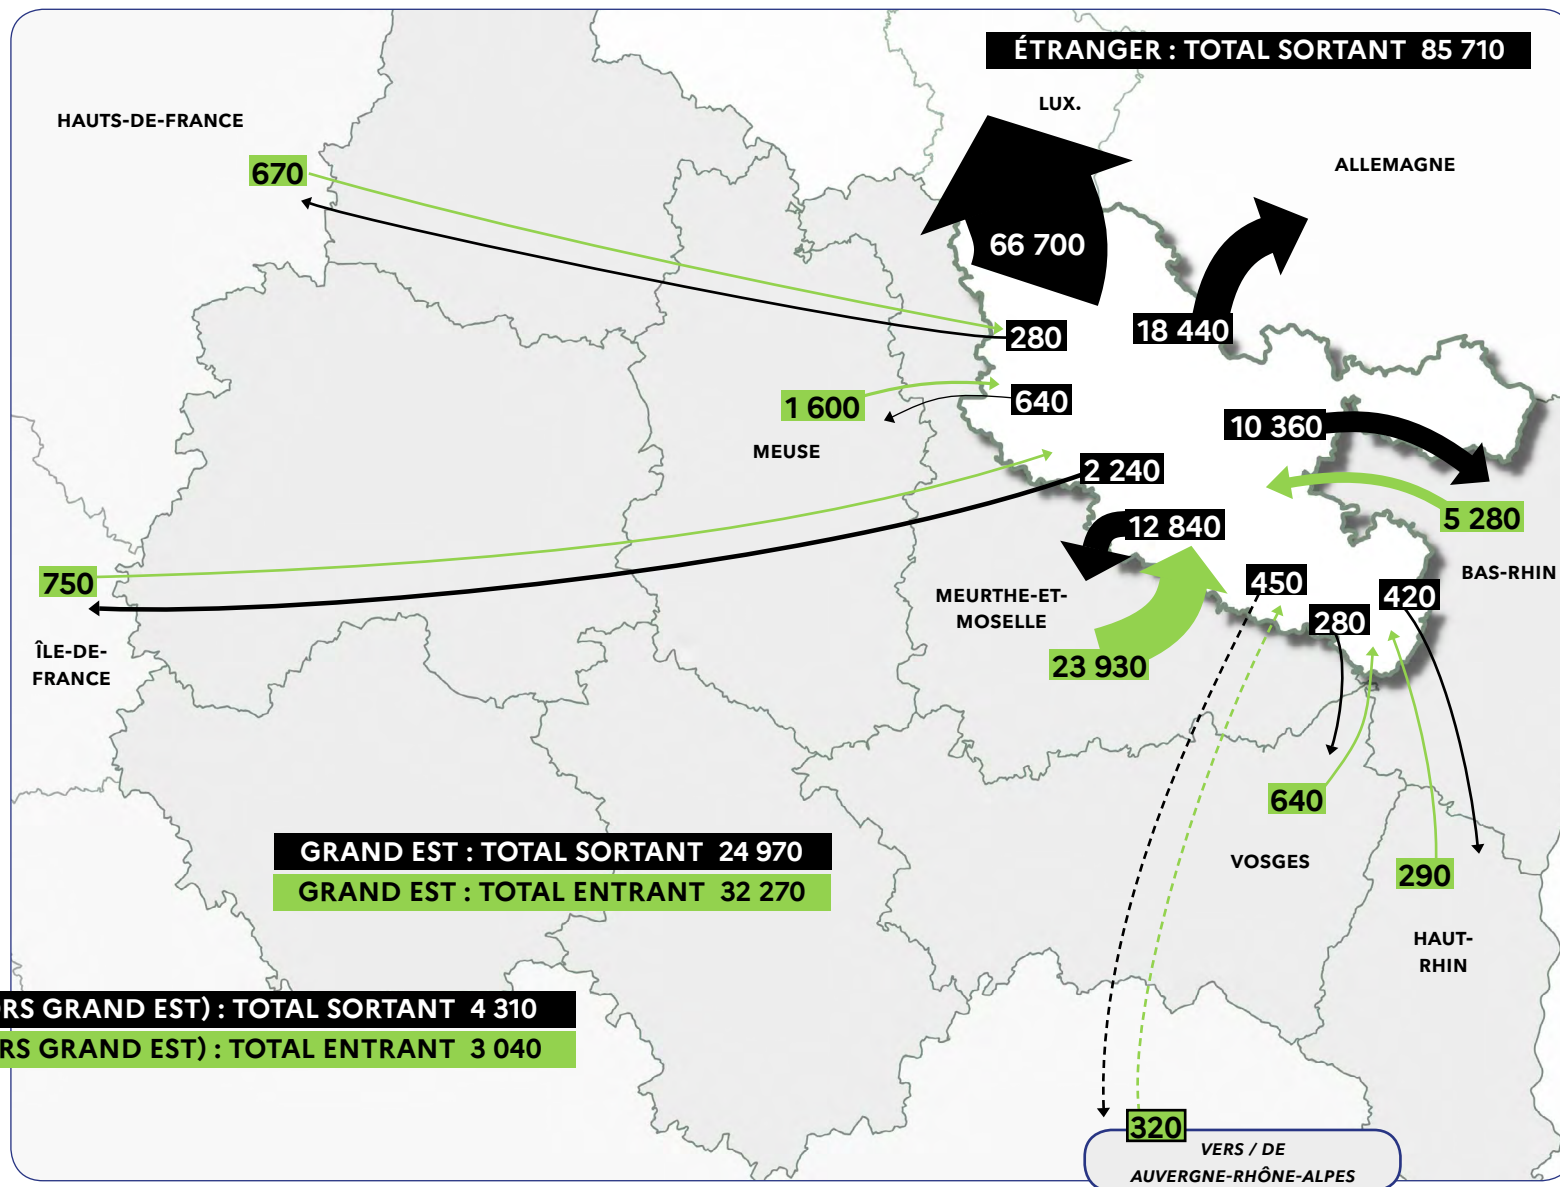 ÉTRANGER : TOTAL SORTANT 85 710
LUX.
HAUTS-DE-FRANCE
ALLEMAGNE
670
66 700
280
18 440
1 600
640
10 360
MEUSE
2 240
12 840
5 280
750
450
420
BAS-RHIN
MEURTHE-ET-
MOSELLE
280
ÎLE-DE-
FRANCE
23 930
640
GRAND EST : TOTAL SORTANT 24 970
GRAND EST : TOTAL ENTRANT 32 270
VOSGES
290
HAUT-
RHIN
RS GRAND EST) : TOTAL SORTANT 4 310
RS GRAND EST) : TOTAL ENTRANT 3 040
320
VERS / DE
AUVERGNE-RHÔNE-ALPES